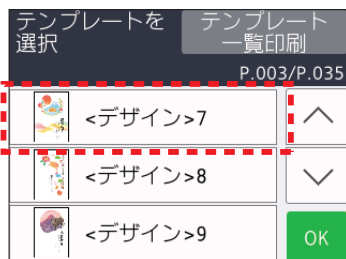 テンプレートを
選択
テンプレート
一覧印刷
P.003/P.035
<デザイン>7
<デザイン>8
<デザイン>9
OK